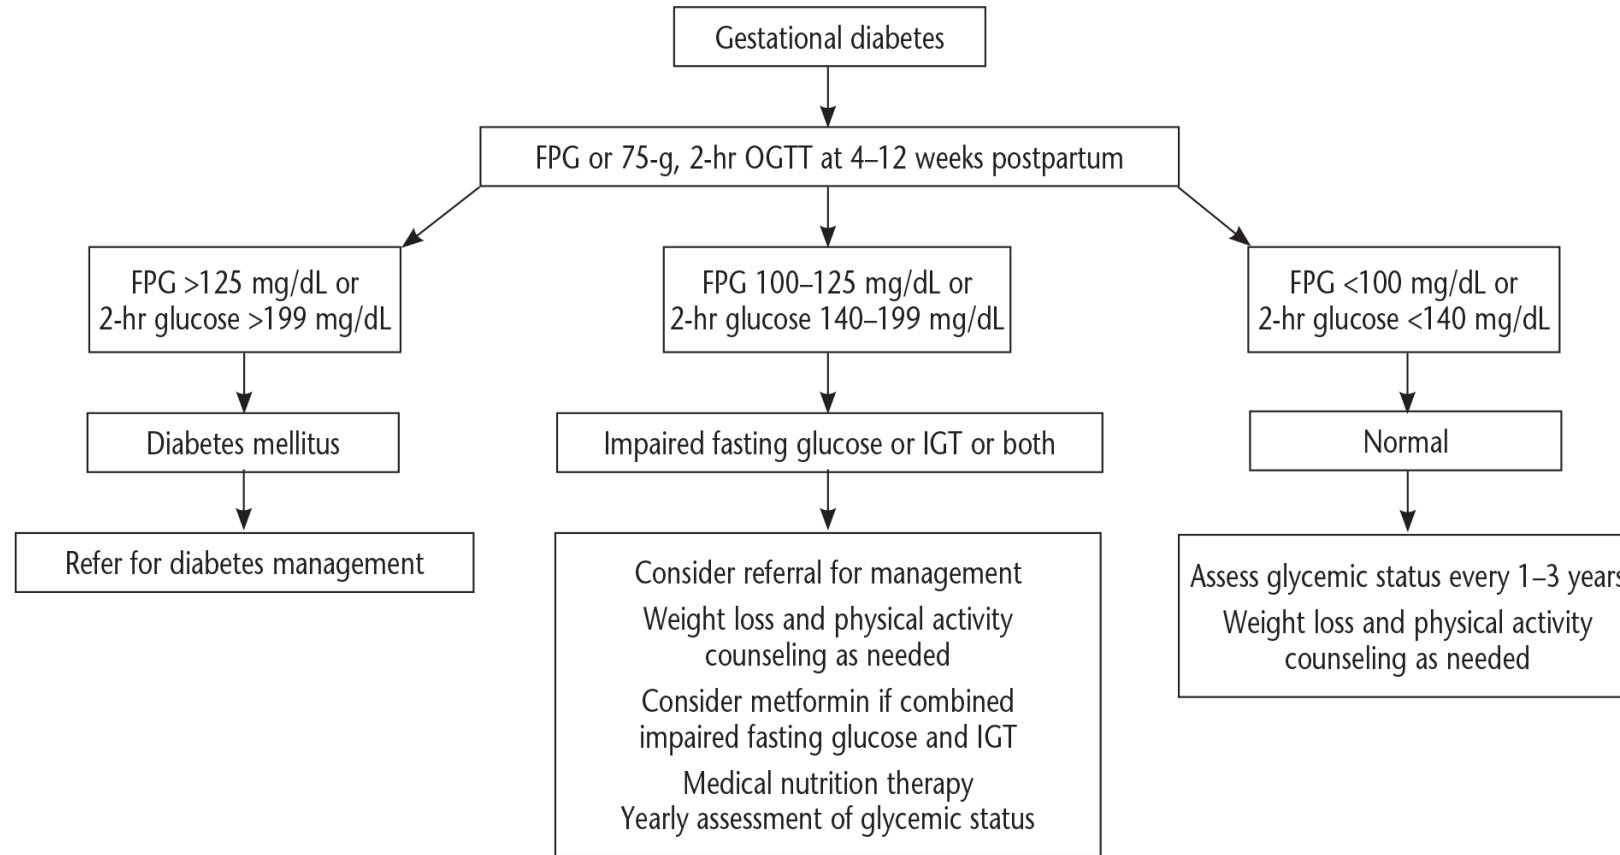 Gestational diabetes
FPG or 75-g, 2-hr OGTT at 4–12 weeks postpartum
FPG >125 mg/dL or
2-hr glucose >199 mg/dL
FPG 100–125 mg/dL or
2-hr glucose 140–199 mg/dL
FPG <100 mg/dL or
2-hr glucose <140 mg/dL
Diabetes mellitus
Impaired fasting glucose or IGT or both
Normal
Refer for diabetes management
Consider referral for management
Weight loss and physical activity
counseling as needed
Consider metformin if combined
impaired fasting glucose and IGT
Medical nutrition therapy
Yearly assessment of glycemic status
Assess glycemic status every 1–3 years
Weight loss and physical activity
counseling as needed